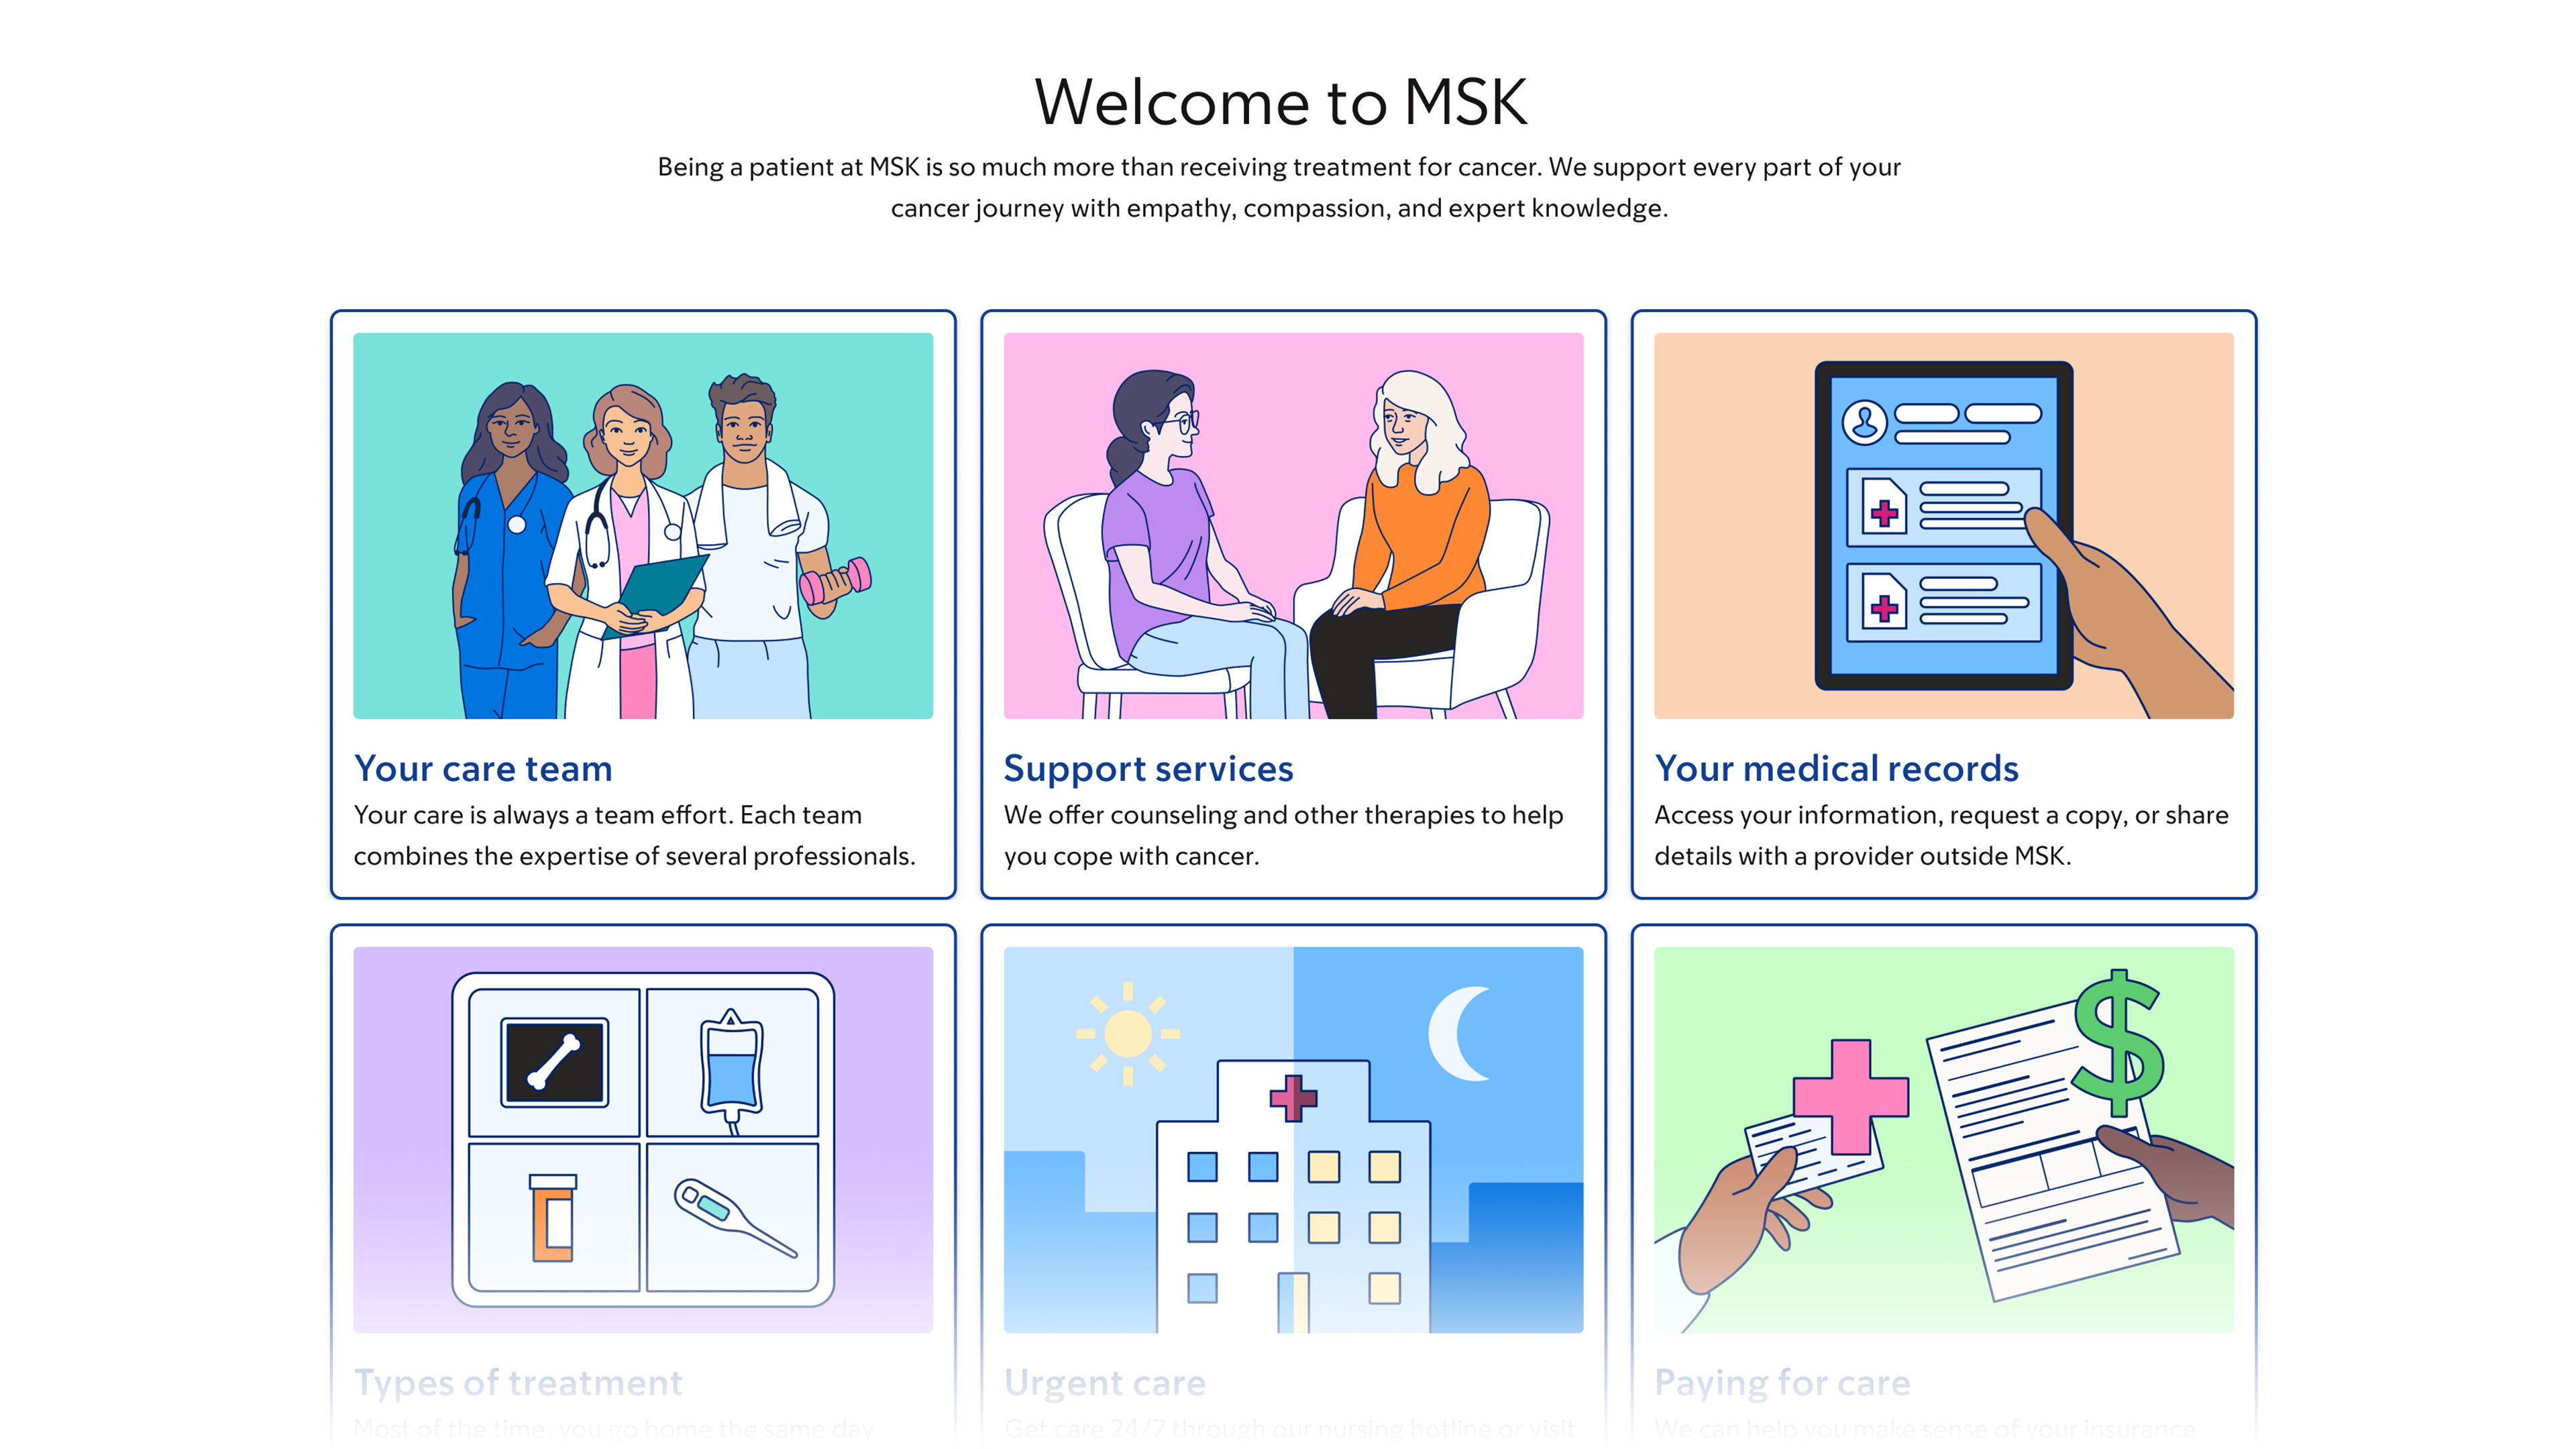 Welcome to MSK
Being a patient at MSK is so much more than receiving treatment for cancer. We support every part of your
cancer journey with empathy, compassion, and expert knowledge.
Your care team
Your care is always a team effort. Each team
combines the expertise of several professionals.
Support services
We offer counseling and other therapies to help
you cope with cancer.
Your medical records
Access your information, request a copy, or share
details with a provider outside MSK.
$
Types of treatment
Most of the time, you go home the same day
Urgent care
Get care 24/7 through our nursing hotline or visit
Paying for care
We can help you make sense of your insurance